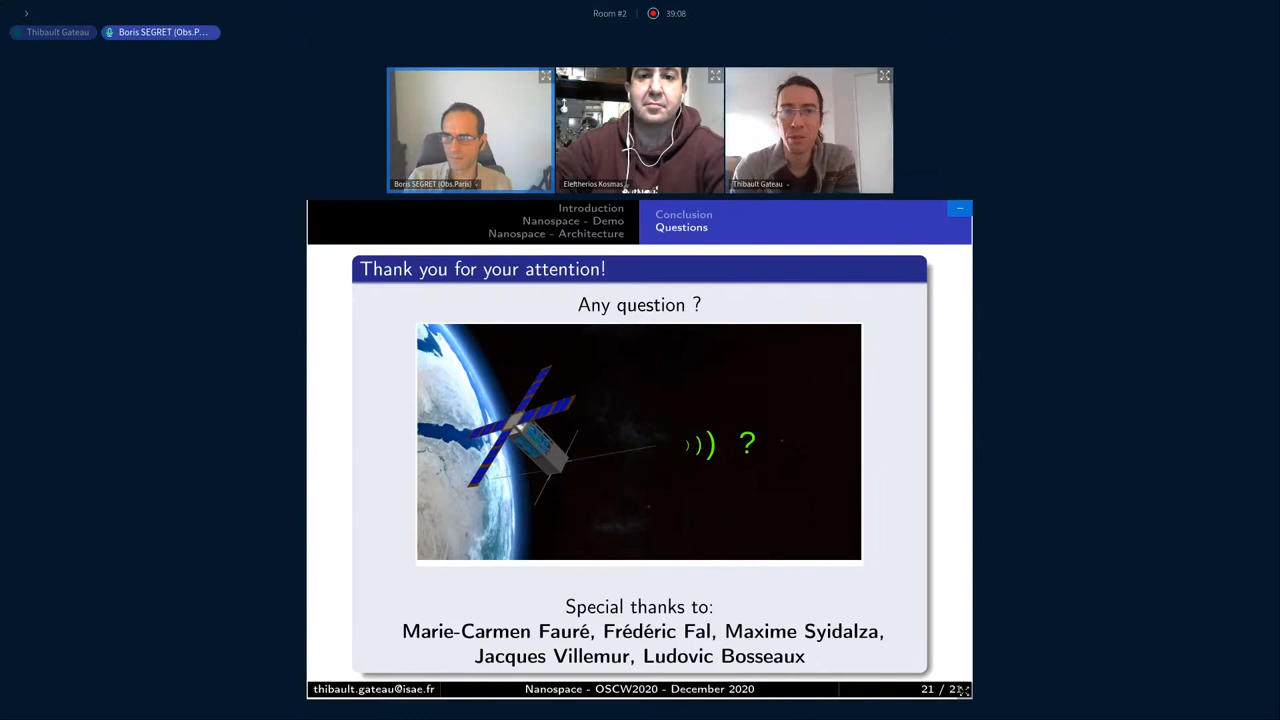 Room #2
39:08
Thibault Gateau
Boris SEGRET (Obs.P...
Boris SEGRET (Obs.Paris)
Eleftherios Kosmas
Thibault Gateau
Introduction
Nanospace - Demo
Nanospace - Architecture
Conclusion
Questions
Thank you for your attention!
Any question ?
))) ?
Special thanks to:
Marie-Carmen Fauré, Frédéric Fal, Maxime Syidalza,
Jacques Villemur, Ludovic Bosseaux
thibault.gateau@isae.fr
Nanospace - OSCW2020 - December 2020
21 / 21